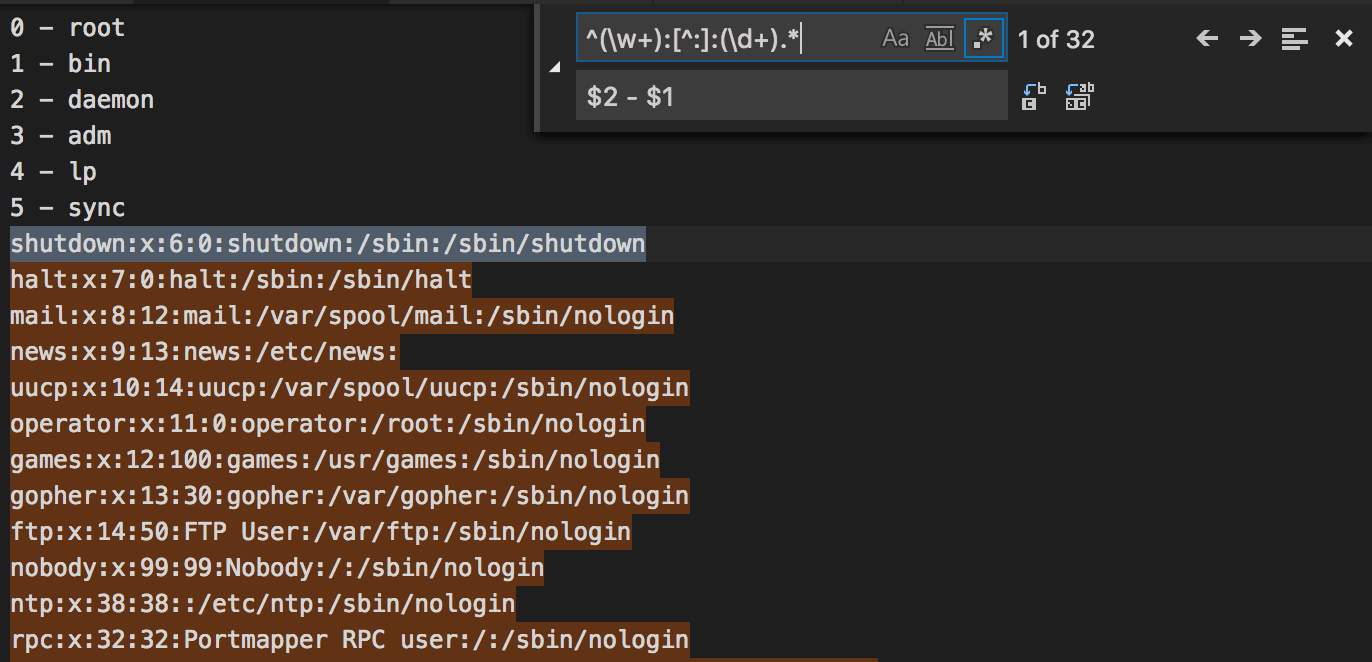 0 – root
1 – bin
2 – daemon
3 – adm
4 – lp
5 – sync
shutdown:x:6:0:shutdown:/sbin:/sbin/shutdown
halt:x:7:0:halt:/sbin:/sbin/halt
mail:x:8:12:mail:/var/spool/mail:/sbin/nologin
news:x:9:13:news:/etc/news:
uucp:x:10:14:uucp:/var/spool/uucp:/sbin/nologin
operator:x:11:0:operator:/root:/sbin/nologin
games:x:12:100:games:/usr/games:/sbin/nologin
gopher:x:13:30:gopher:/var/gopher:/sbin/nologin
ftp:x:14:50:FTP User:/var/ftp:/sbin/nologin
nobody:x:99:99:Nobody:/:/sbin/nologin
ntp:x:38:38::/etc/ntp:/sbin/nologin
rpc:x:32:32:Portmapper RPC user:/:/sbin/nologin
^(\w+):[^:]:(\d+).* Aa Abl .* 1 of 32
$2 - $1